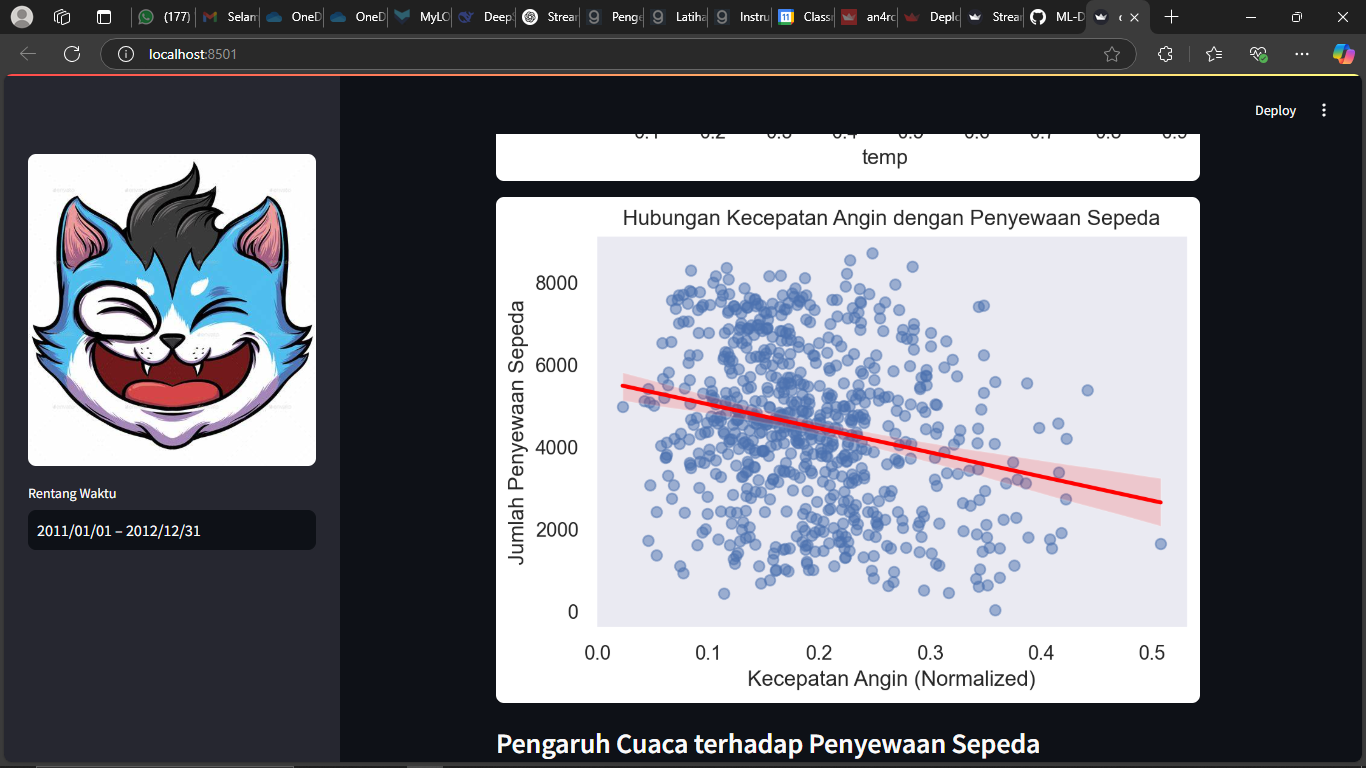 (177)
Selam
OneD
OneD
MyLO
Deep
Strear
Penge
Latiha
Instru
Class
an4rc
Deplo
Strea
ML-D
localhost:8501
Deploy
temp
Hubungan Kecepatan Angin dengan Penyewaan Sepeda
8000
6000
4000
2000
0
Jumlah Penyewaan Sepeda
0.0 0.1 0.2 0.3 0.4 0.5
Kecepatan Angin (Normalized)
Rentang Waktu
2011/01/01 – 2012/12/31
Pengaruh Cuaca terhadap Penyewaan Sepeda